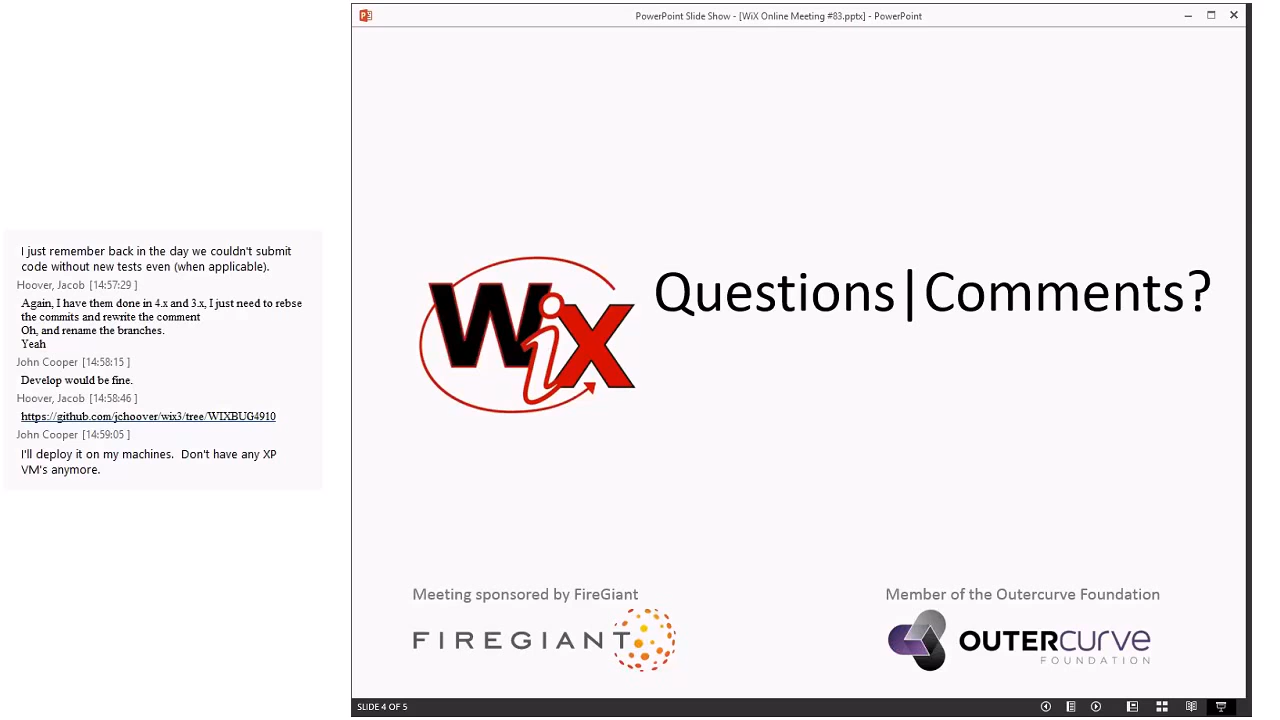 PowerPoint Slide Show - [WiX Online Meeting #83.pptx] - PowerPoint
I just remember back in the day we couldn't submit
code without new tests even (when applicable).
Hoover, Jacob [14:57:29 ]
Again, I have them done in 4.x and 3.x, I just need to rebse
the commits and rewrite the comment
Oh, and rename the branches.
Yeah
John Cooper [14:58:15 ]
Develop would be fine.
Hoover, Jacob [14:58:46 ]
https://github.com/jchoover/wix3/tree/WIXBUG4910
John Cooper [14:59:05 ]
I'll deploy it on my machines.  Don't have any XP
VM's anymore.
WiX
Questions|Comments?
Meeting sponsored by FireGiant
FIREGIANT
Member of the Outercurve Foundation
OUTERCURVE
FOUNDATION
SLIDE 4 OF 5